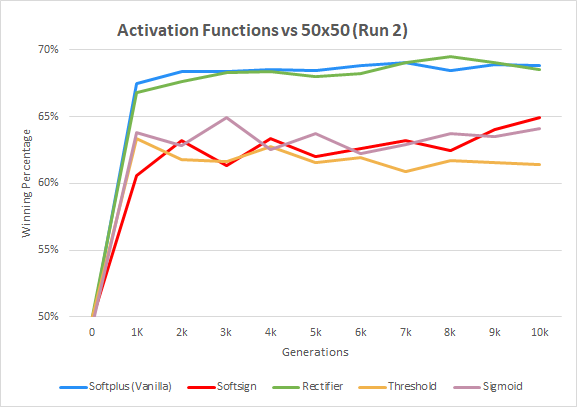 Activation Functions vs 50x50 (Run 2)
70%
65%
60%
55%
50%
Winning Percentage
0 1K 2k 3k 4k 5k 6k 7k 8k 9k 10k
Generations
Softplus (Vanilla) Softsign Rectifier Threshold Sigmoid